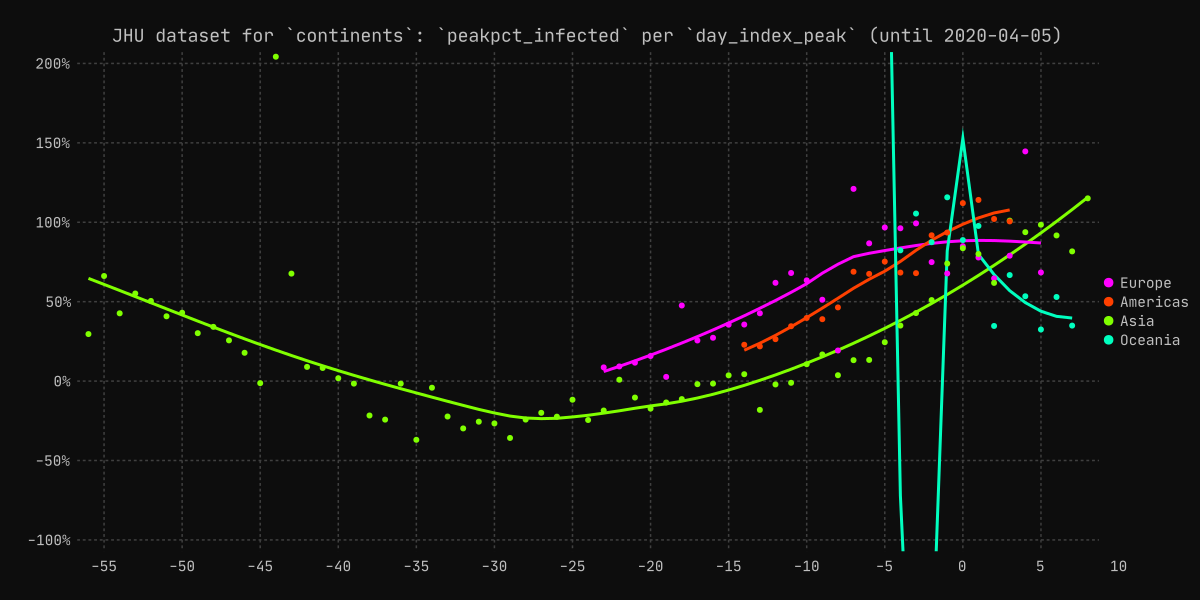 JHU dataset for `continents`: `peakpct_infected` per `day_index_peak` (until 2020-04-05)
200%
150%
100%
50%
0%
-50%
-100%
-55 -50 -45 -40 -35 -30 -25 -20 -15 -10 -5 0 5 10
Europe
Americas
Asia
Oceania